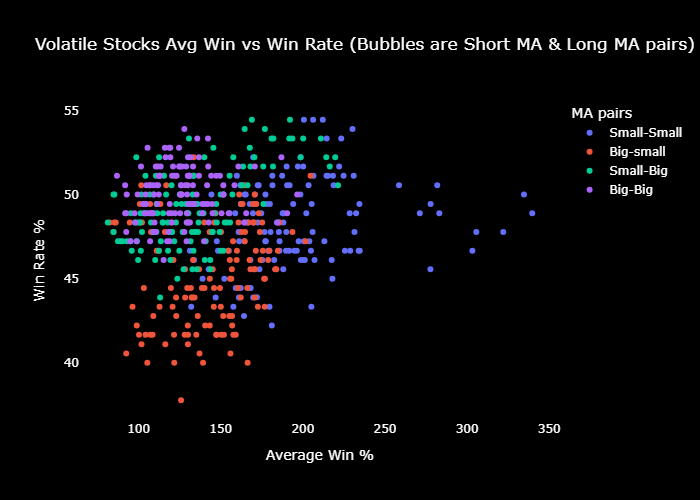 Volatile Stocks Avg Win vs Win Rate (Bubbles are Short MA & Long MA pairs)
MA pairs
Small-Small
Big-small
Small-Big
Big-Big
55
50
45
40
Win Rate %
100 150 200 250 300 350
Average Win %